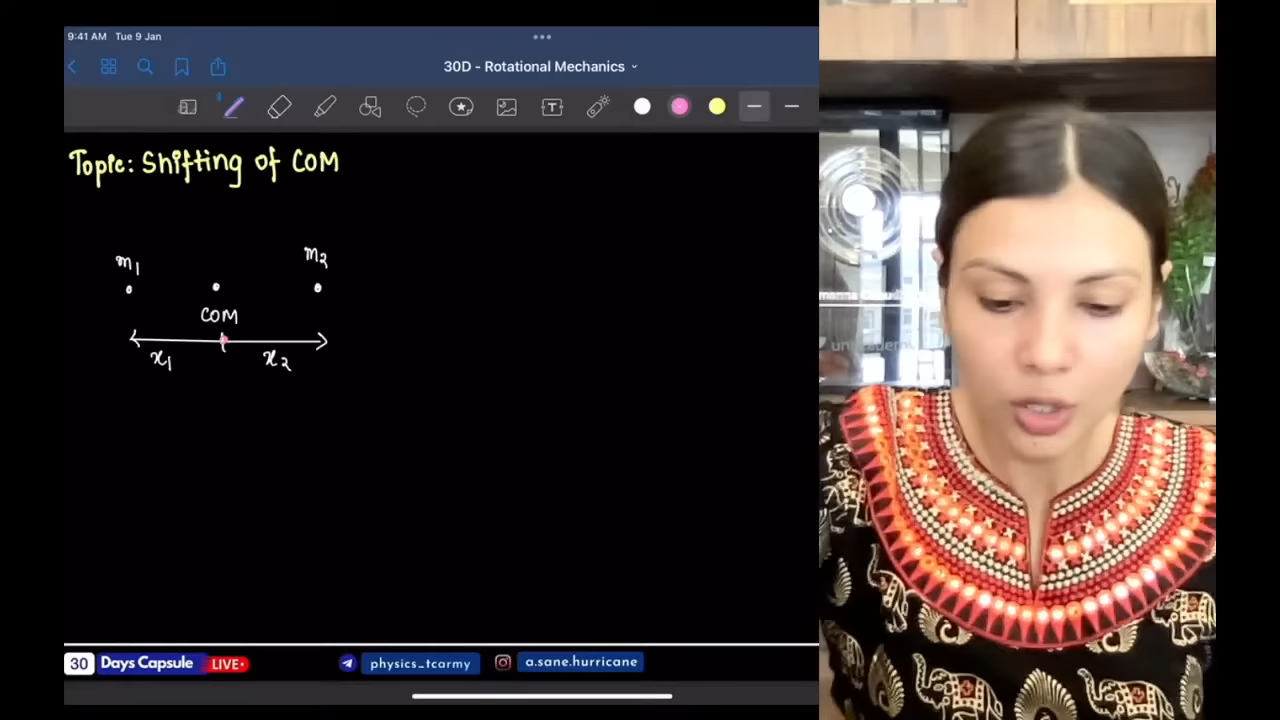 9:41 AM Tue 9 Jan
30D - Rotational Mechanics
Topic: Shifting of COM
m1 m2
COM
x1 x2
30 Days Capsule LIVE
physics_tcarmy
a.sane.hurricane